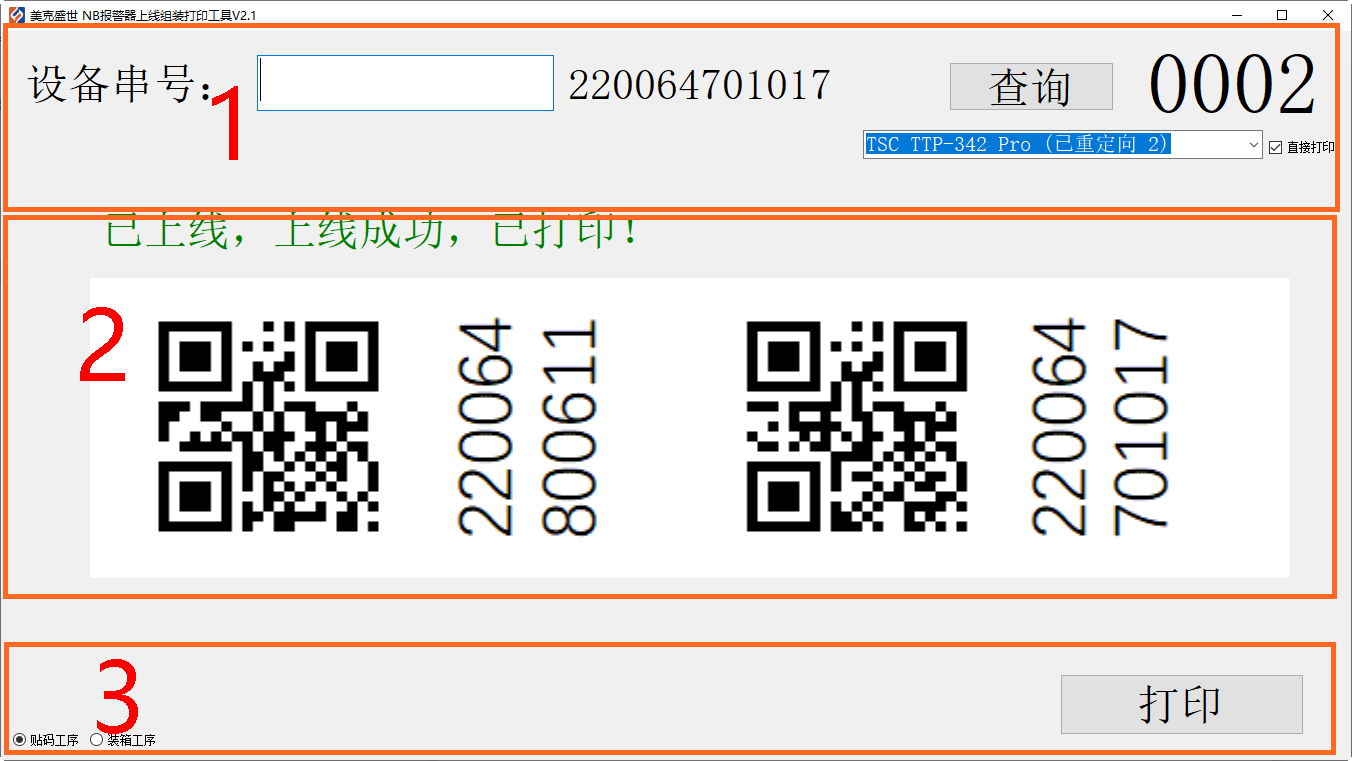 美克盛世 NB报警器上线组装打印工具V2.1
设备串号：
220064701017
查询
0002
1
TSC TTP-342 Pro (已重定向 2)
直接打印
已上线，上线成功，已打印！
2
220064
800611
220064
701017
3
打印
贴码工序
装箱工序